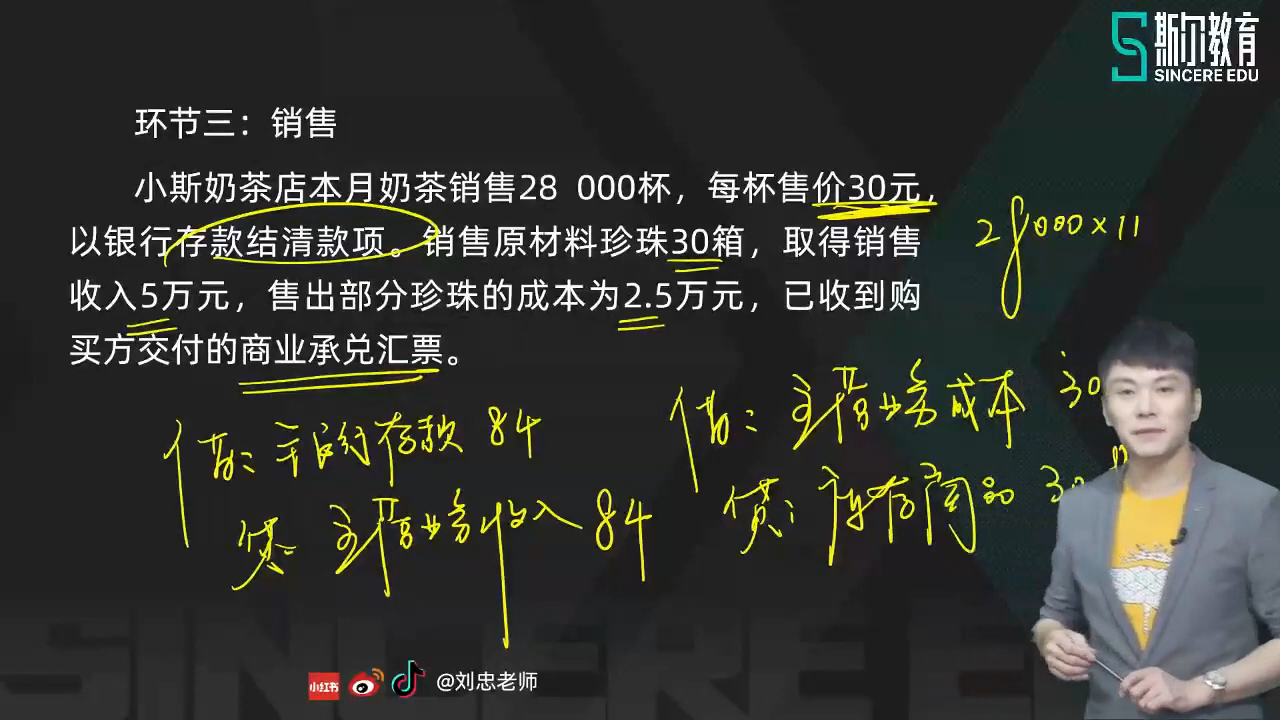 斯尔教育
SINCERE EDU
环节三：销售
小斯奶茶店本月奶茶销售28 000杯，每杯售价30元，
以银行存款结清款项。销售原材料珍珠30箱，取得销售
收入5万元，售出部分珍珠的成本为2.5万元，已收到购
买方交付的商业承兑汇票。
28000×11
借：银行存款 84
贷：主营业务收入 84
借：主营业务成本 30
贷：库存商品 30
SINCERE E
小红书
@刘忠老师